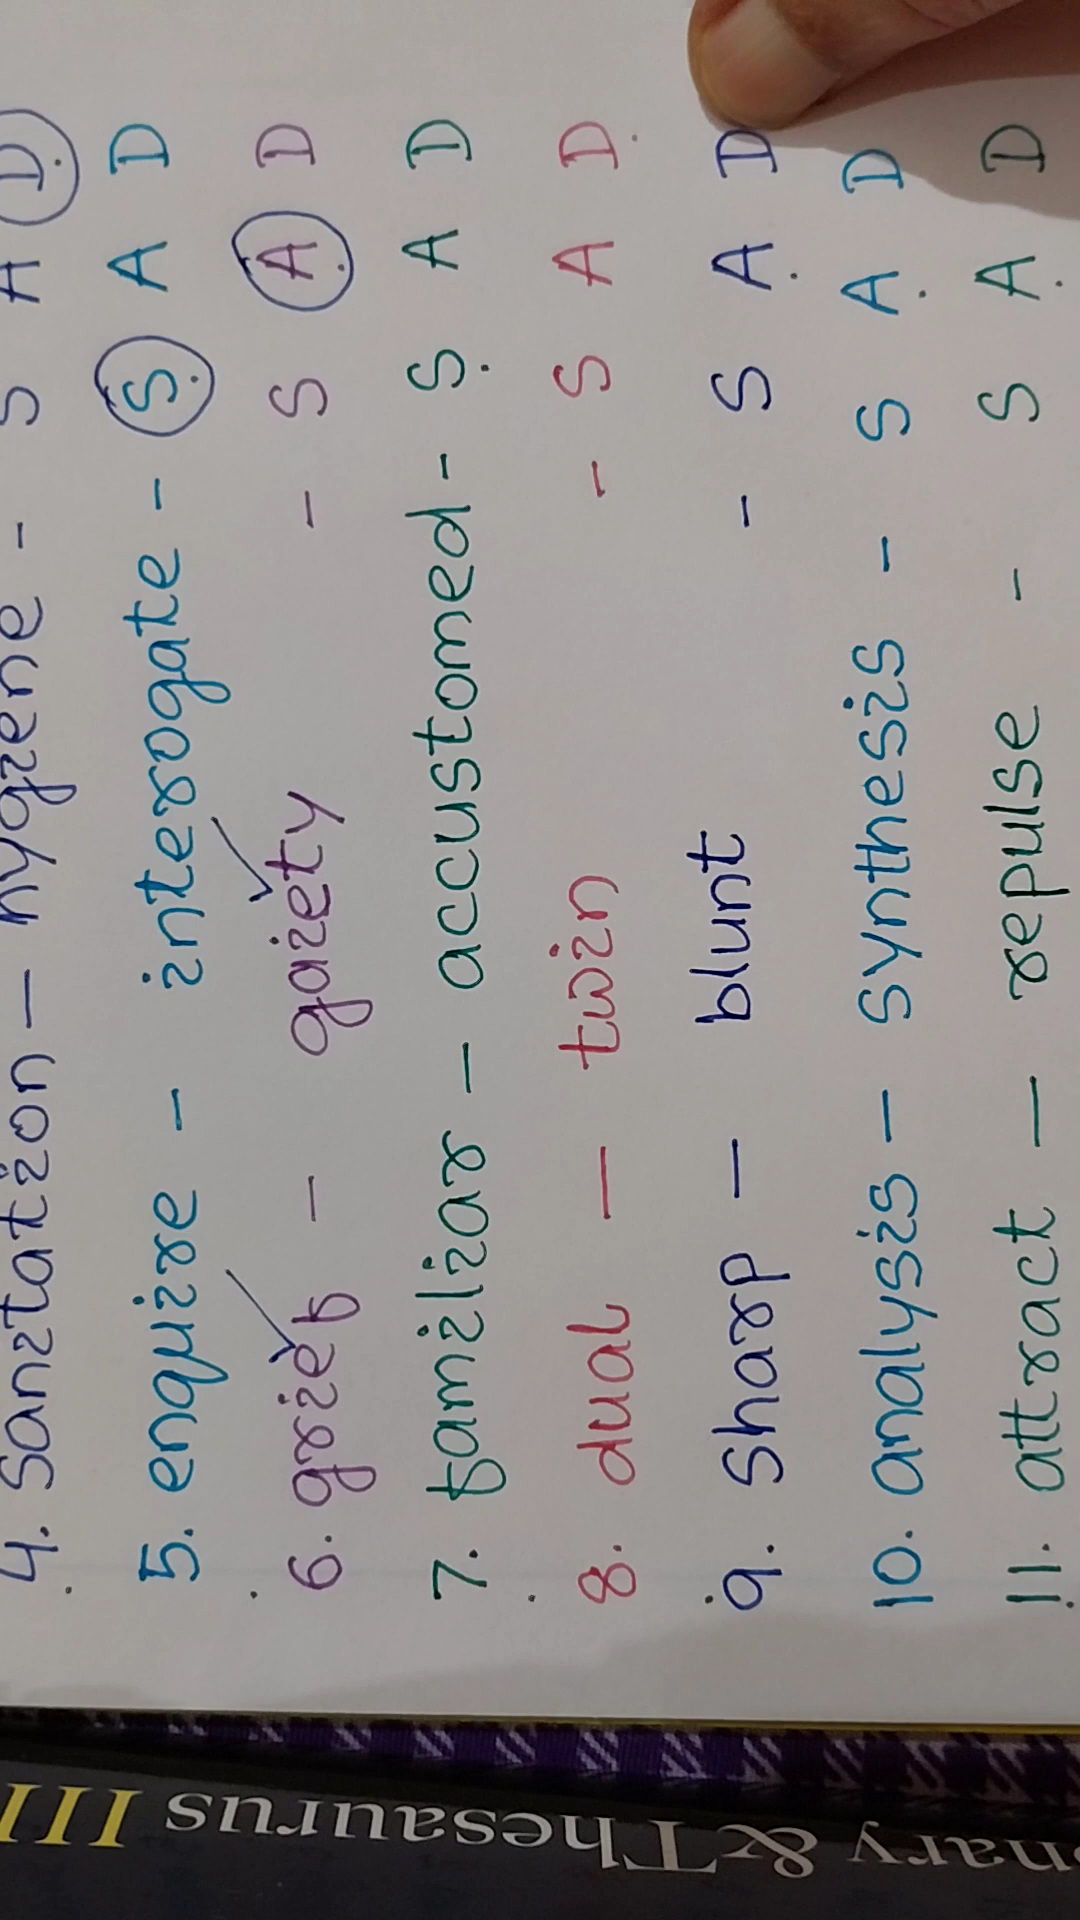 4. Sanitation – hygiene - S A D
5. enquire - interogate - S A D
6. grief - gaiety - S A D
7. familiar - accustomed - S A D
8. dual - twin - S A D
9. Sharp - blunt - S A D
10. analysis - synthesis - S A D
11. attract - repulse - S A D
nary & Thesaurus III